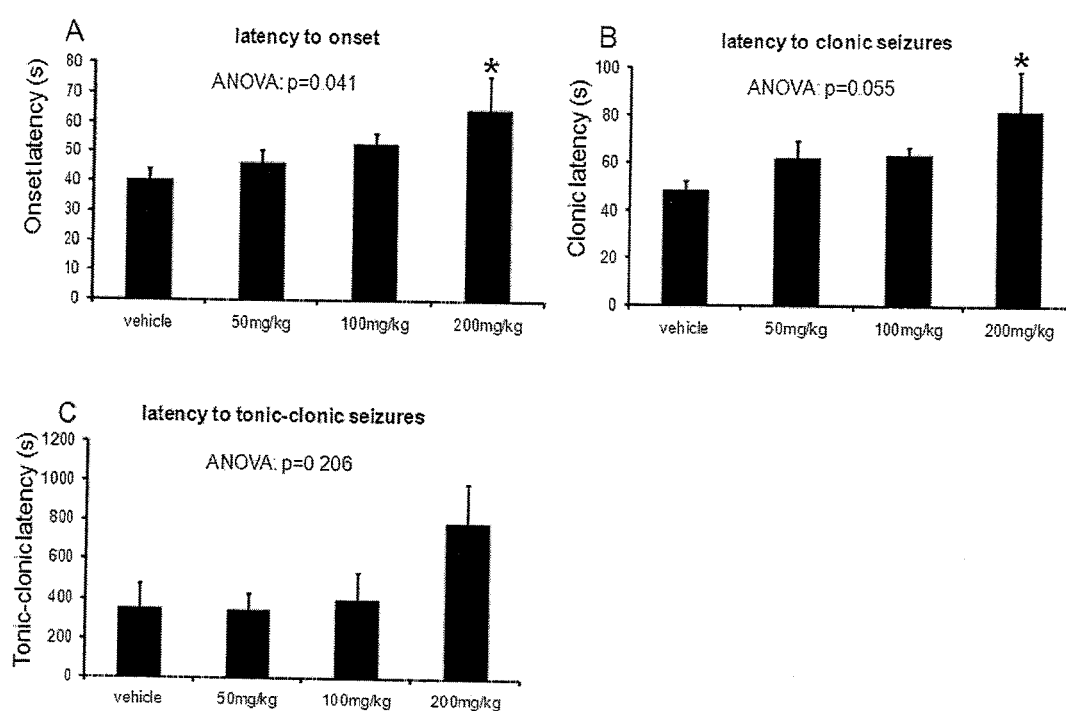 A
latency to onset
ANOVA: p=0.041
*
Onset latency (s)
80
70
60
50
40
30
20
10
0
vehicle
50mg/kg
100mg/kg
200mg/kg
B
latency to clonic seizures
ANOVA: p=0.055
*
Clonic latency (s)
100
80
60
40
20
0
vehicle
50mg/kg
100mg/kg
200mg/kg
C
latency to tonic-clonic seizures
ANOVA: p=0 206
Tonic-clonic latency (s)
1200
1000
800
600
400
200
0
vehicle
50mg/kg
100mg/kg
200mg/kg